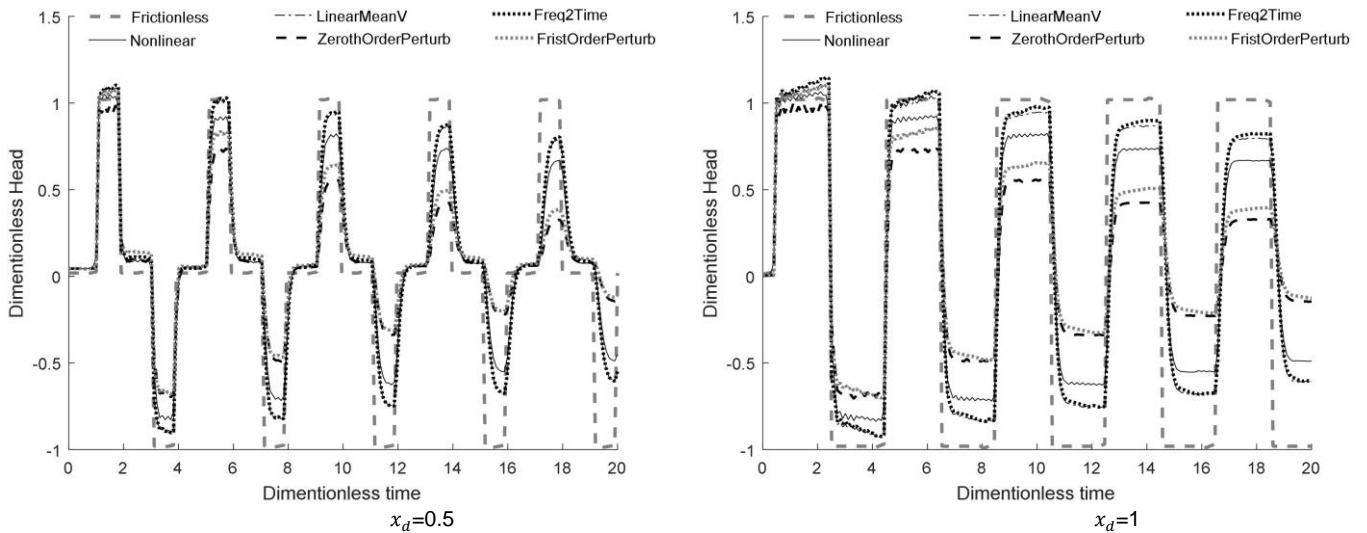 Frictionless LinearMeanV Freq2Time
Nonlinear ZerothOrderPerturb FristOrderPerturb
1.5
1
0.5
0
-0.5
-1
Dimentionless Head
0 2 4 6 8 10 12 14 16 18 20
Dimentionless time
x_d=0.5
Frictionless LinearMeanV Freq2Time
Nonlinear ZerothOrderPerturb FristOrderPerturb
1.5
1
0.5
0
-0.5
-1
Dimentionless Head
0 2 4 6 8 10 12 14 16 18 20
Dimentionless time
x_d=1